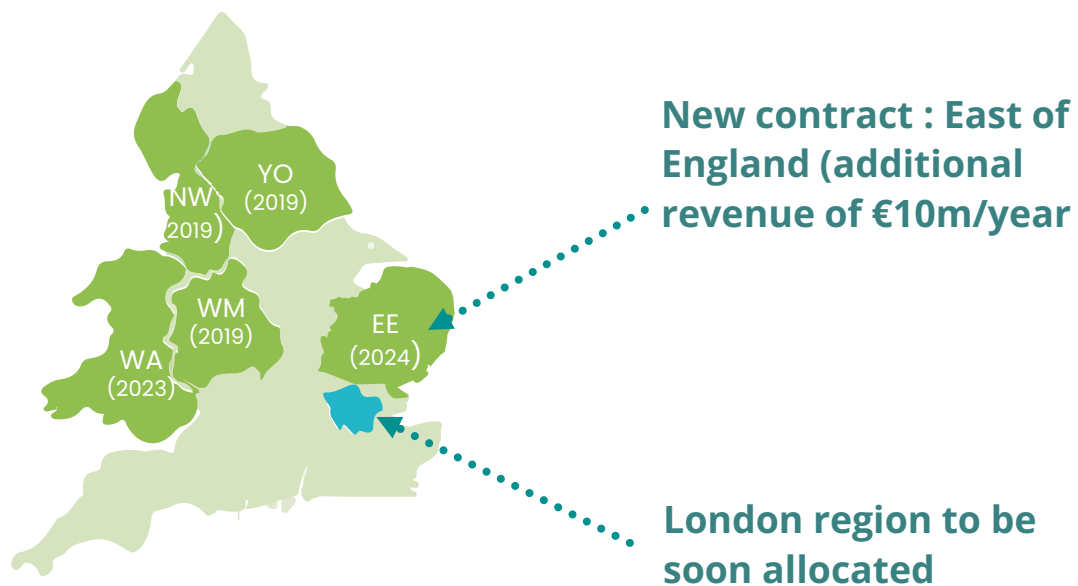 New contract : East of
England (additional
revenue of €10m/year
YO
(2019)
NW
2019)
WM
(2019)
EE
(2024)
WA
(2023)
London region to be
soon allocated